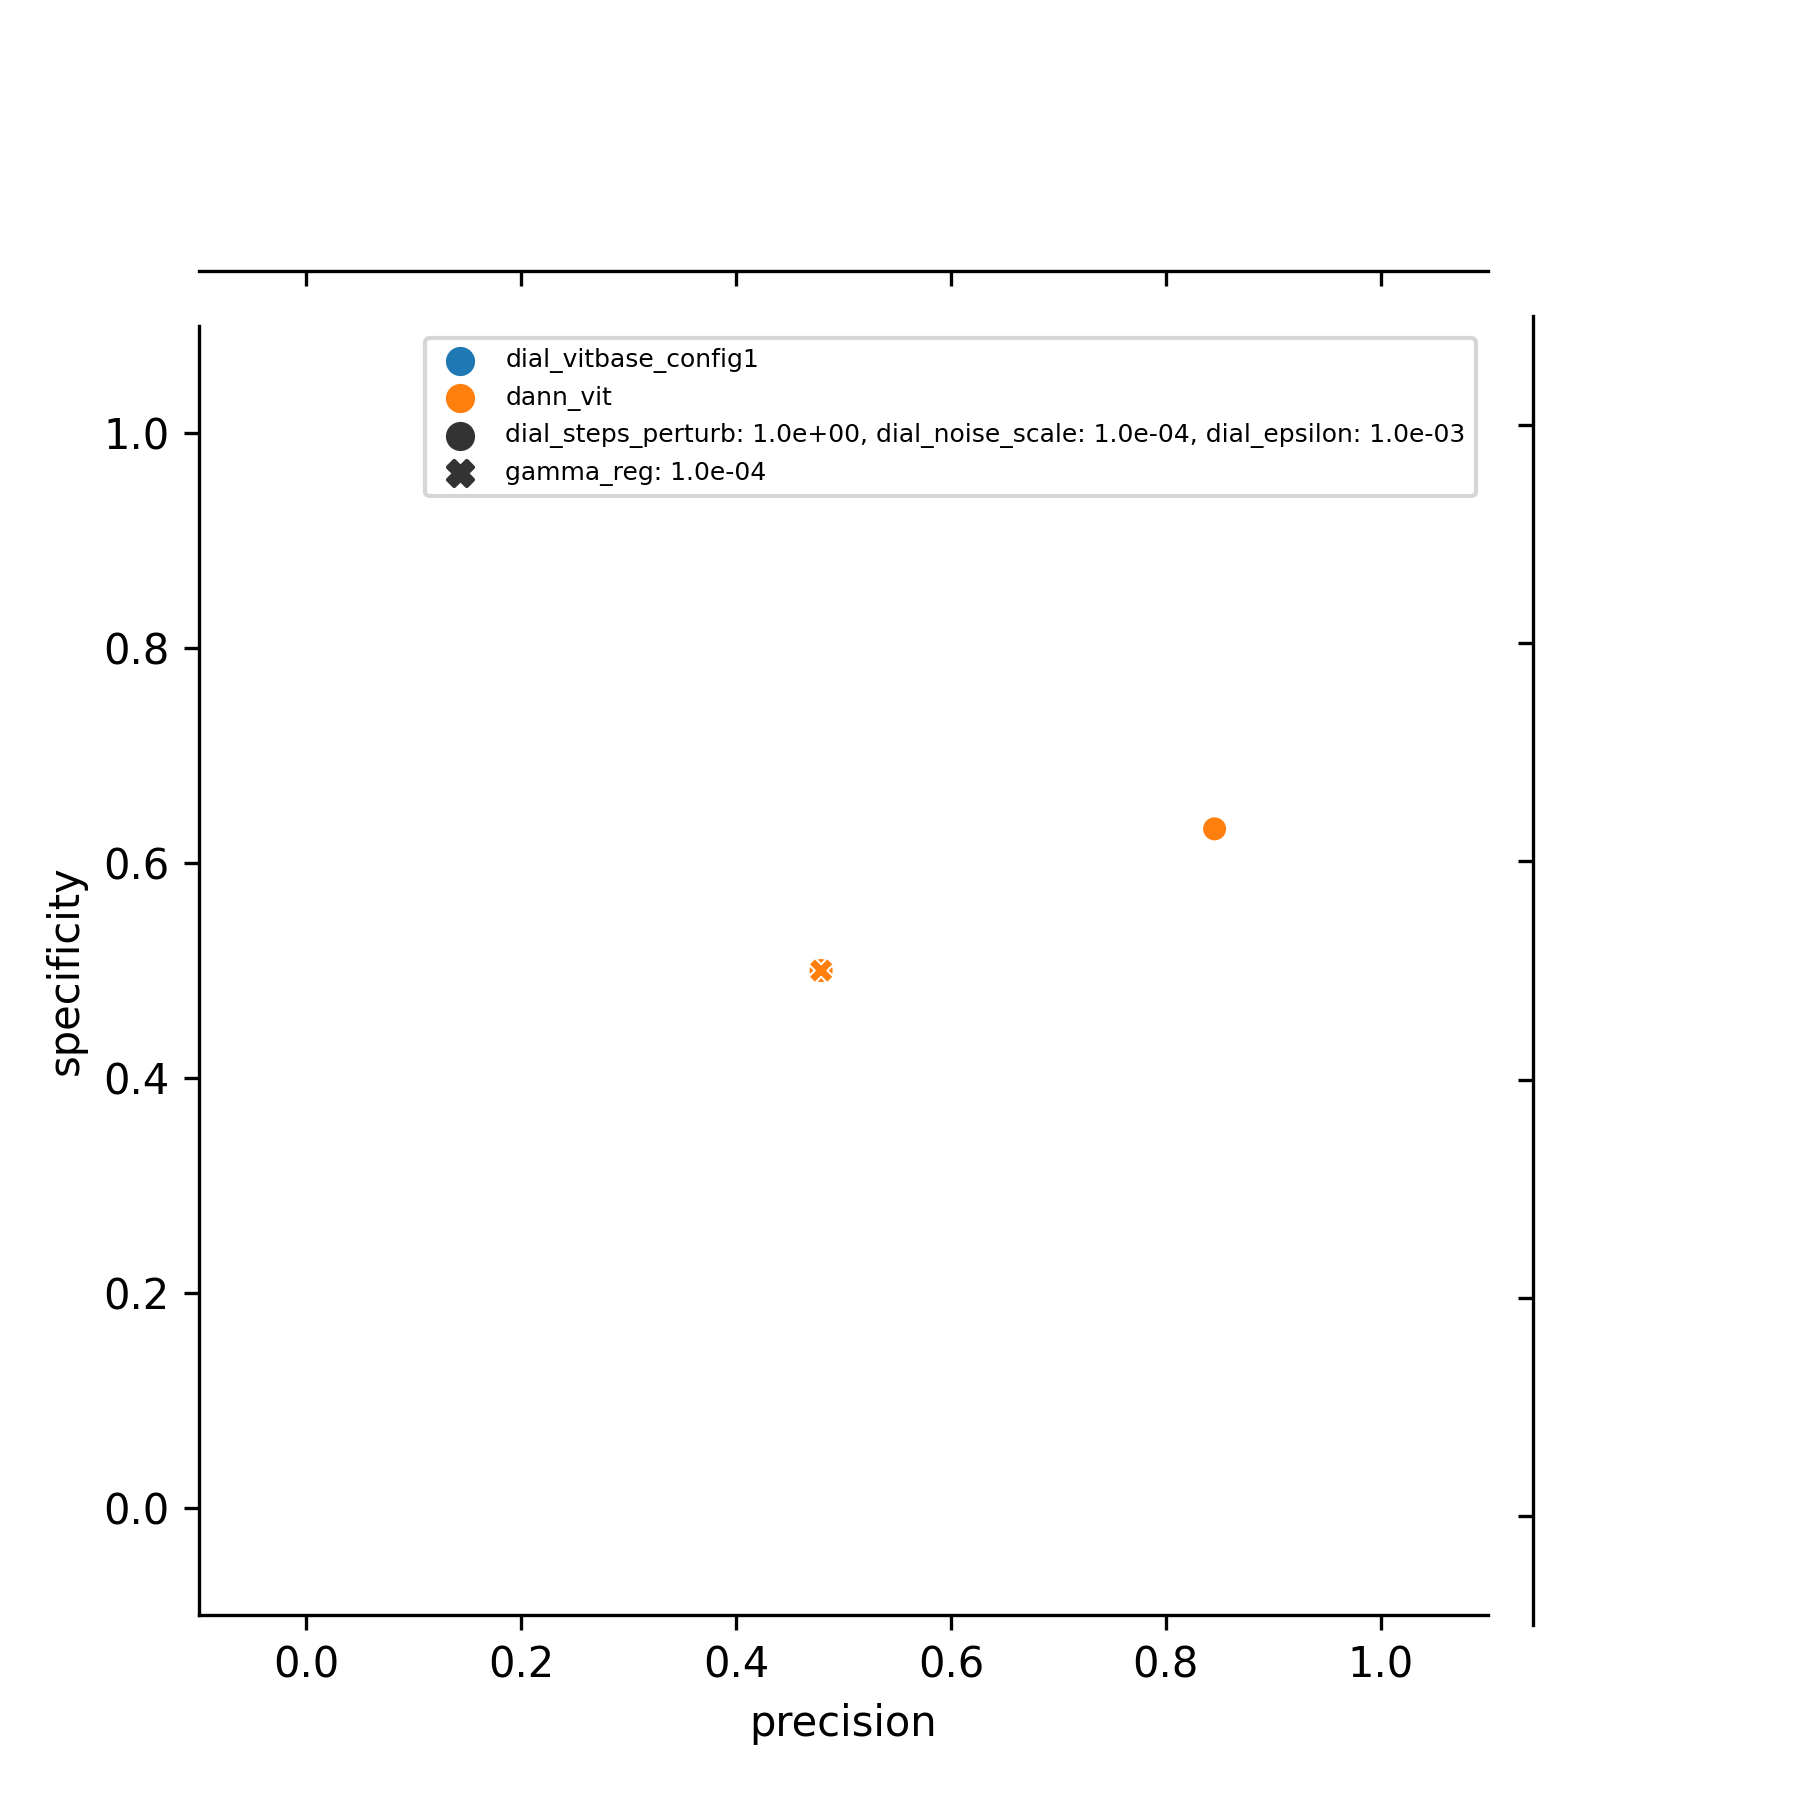 dial_vitbase_config1
dann_vit
dial_steps_perturb: 1.0e+00, dial_noise_scale: 1.0e-04, dial_epsilon: 1.0e-03
gamma_reg: 1.0e-04
1.0
0.8
0.6
0.4
0.2
0.0
specificity
0.0 0.2 0.4 0.6 0.8 1.0
precision